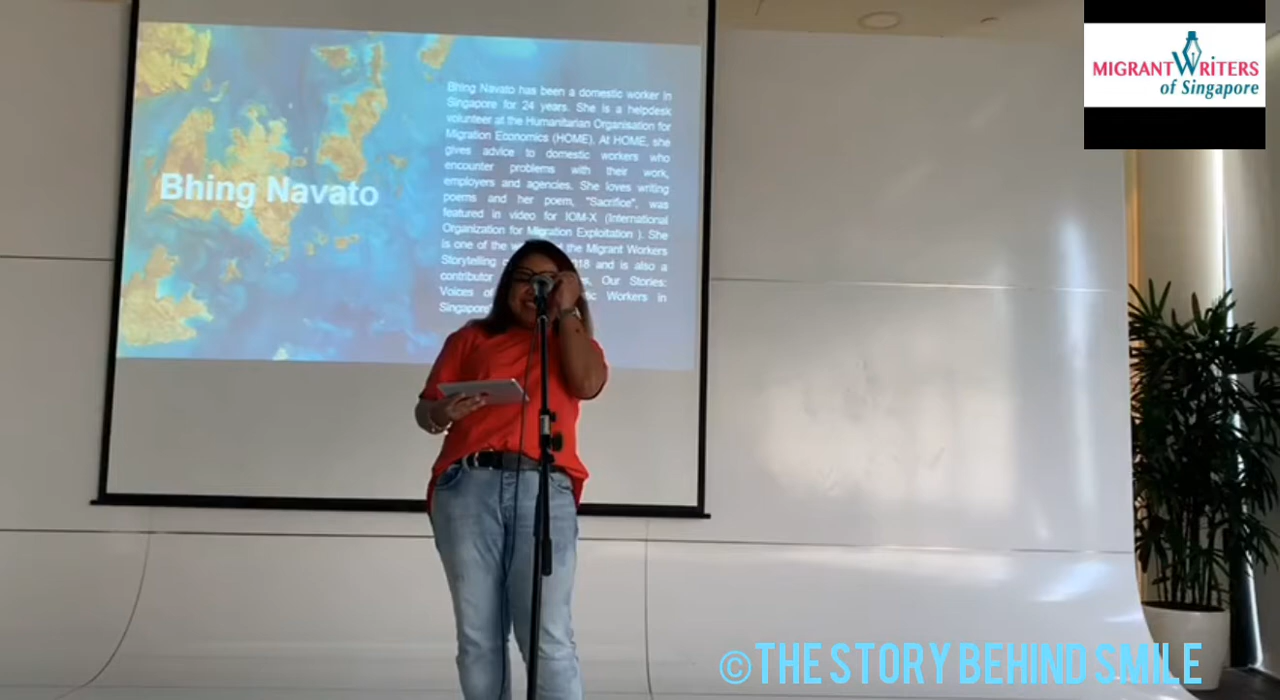 Bhing Navato
Bhing Navato has been a domestic worker in
Singapore for 24 years. She is a helpdesk
volunteer at the Humanitarian Organisation for
Migration Economics (HOME). At HOME, she
gives advice to domestic workers who
encounter problems with their work,
employers and agencies. She loves writing
poems and her poem, "Sacrifice", was
featured in video for IOM-X (International
Organization for Migration Exploitation ). She
is one of the the Migrant Workers
Storytelling 018 and is also a
contributor Our Stories:
Voices of Workers in
Singapore
MIGRANT WRITERS
of Singapore
© THE STORY BEHIND SMILE